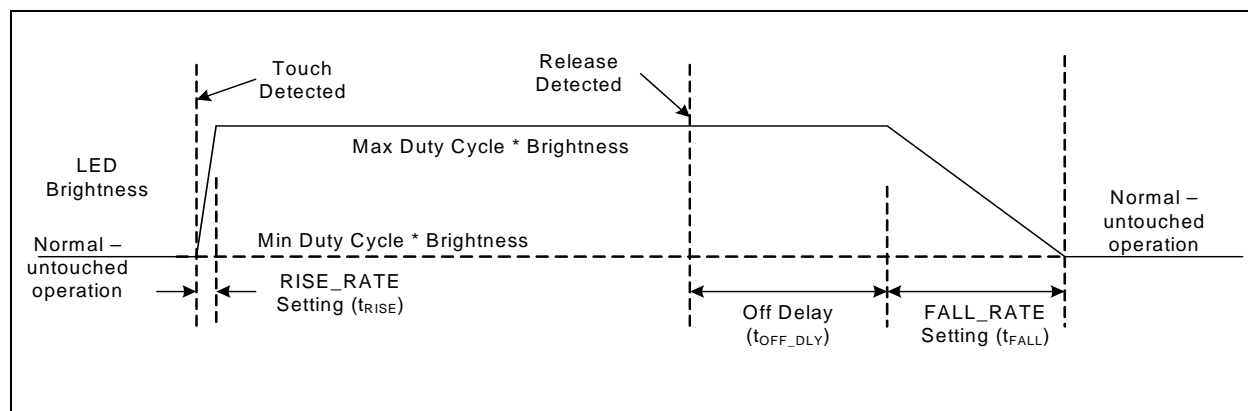 Touch
Detected
Release
Detected
Max Duty Cycle * Brightness
LED
Brightness
Normal –
untouched
operation
Min Duty Cycle * Brightness
Normal –
untouched
operation
RISE_RATE
Setting (tRISE)
Off Delay
(tOFF_DLY)
FALL_RATE
Setting (tFALL)